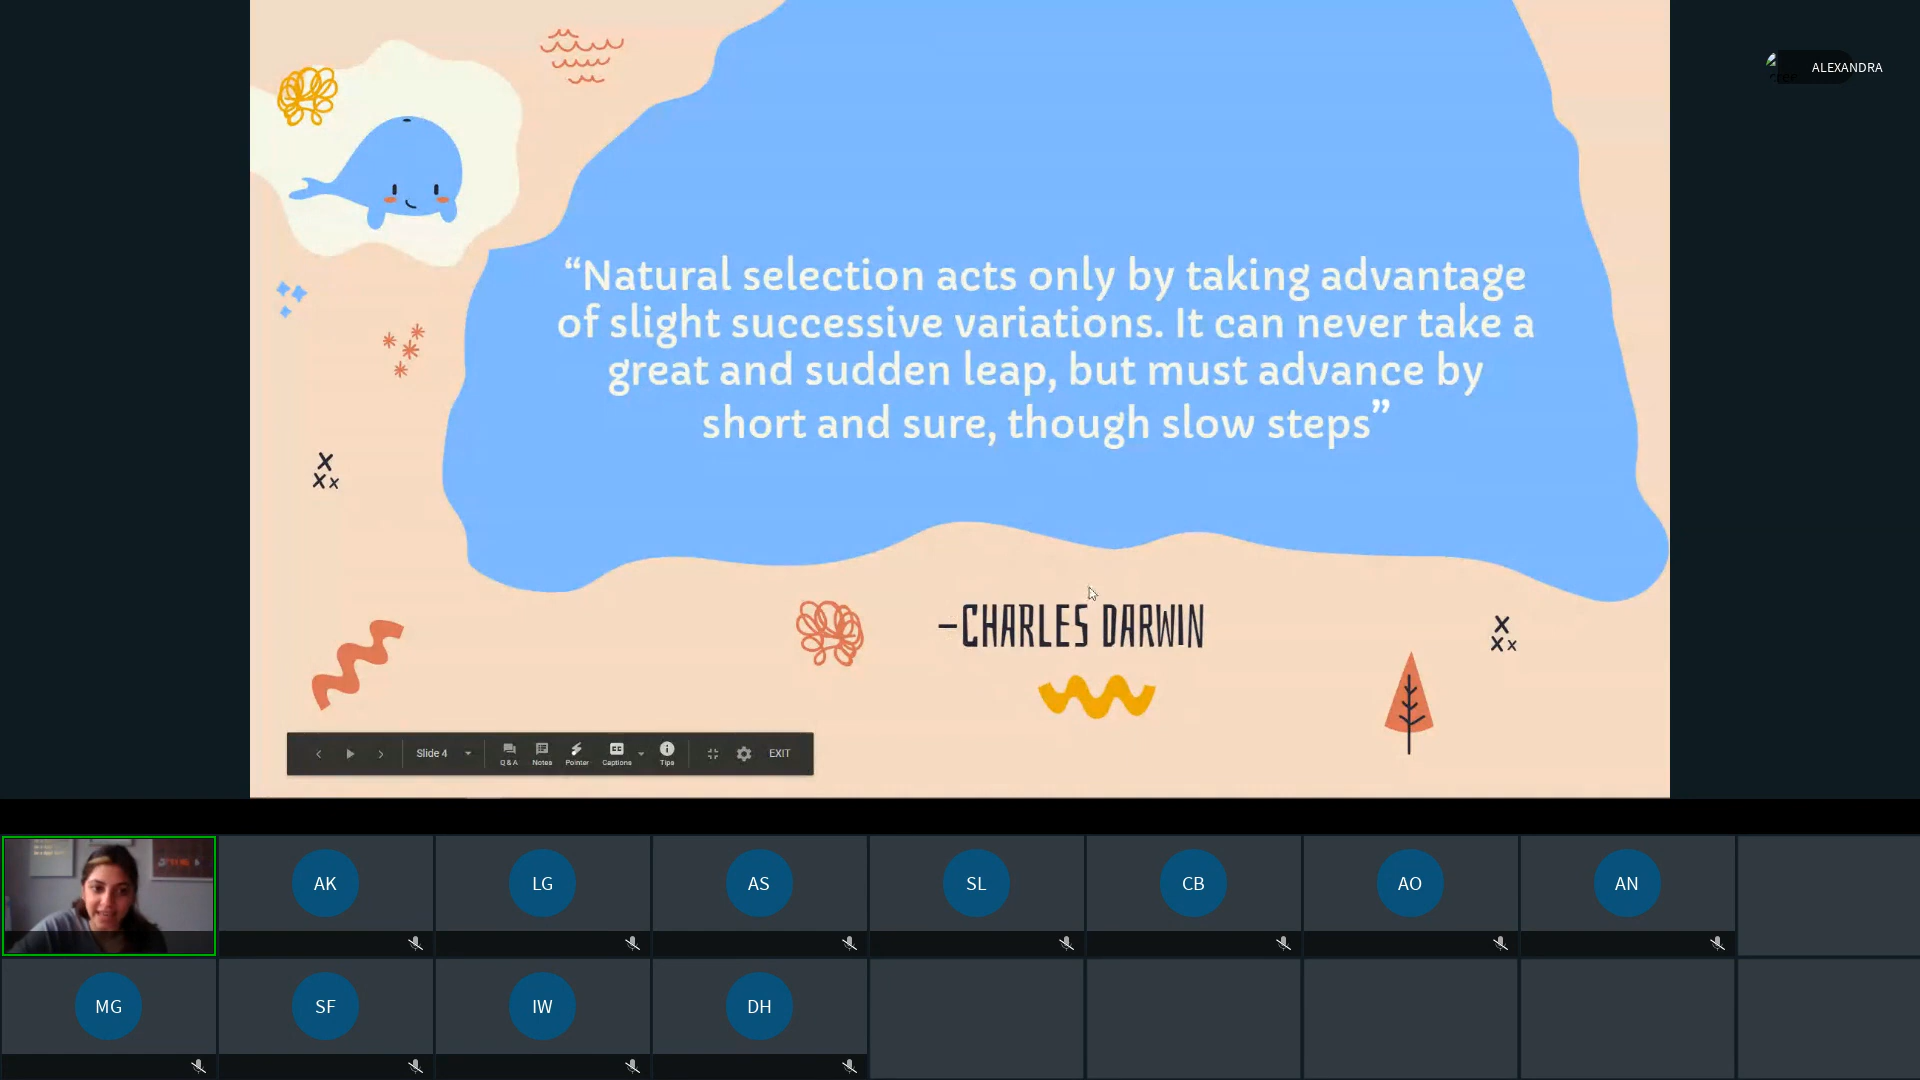 ALEXANDRA
“Natural selection acts only by taking advantage
of slight successive variations. It can never take a
great and sudden leap, but must advance by
short and sure, though slow steps”
–CHARLES DARWIN
Slide 4
Q & A
Notes
Pointer
Captions
Tips
EXIT
AK
LG
AS
SL
CB
AO
AN
MG
SF
IW
DH